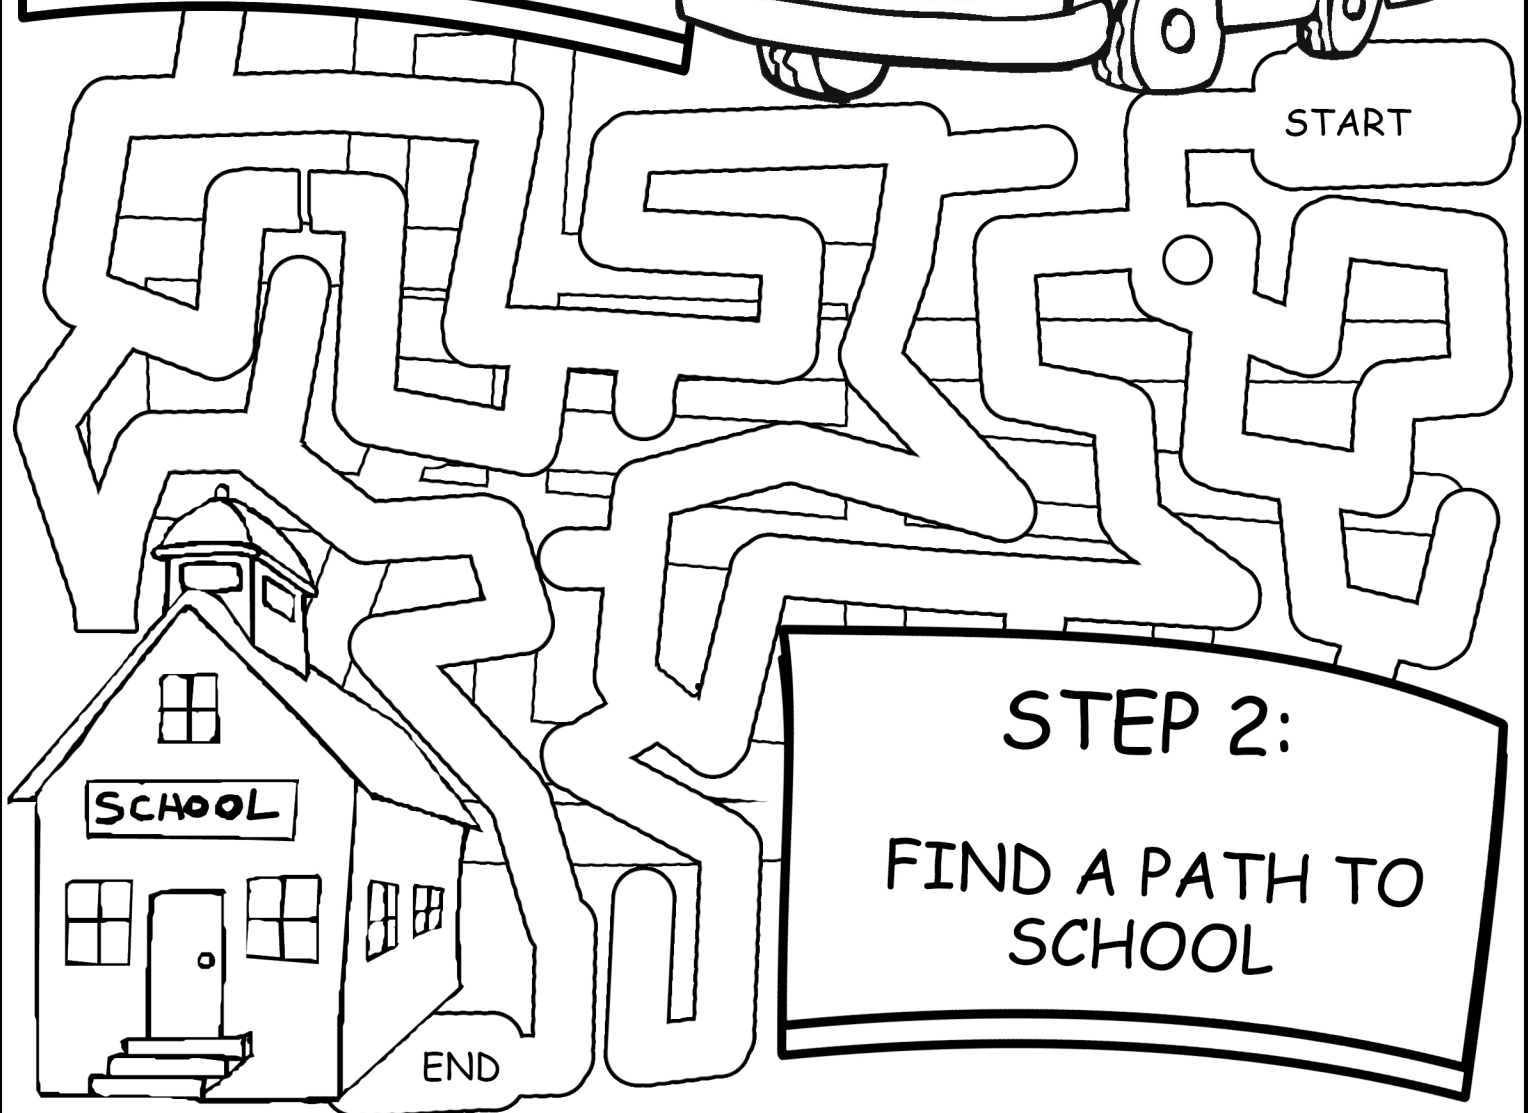 START
STEP 2:
FIND A PATH TO
SCHOOL
SCHOOL
END